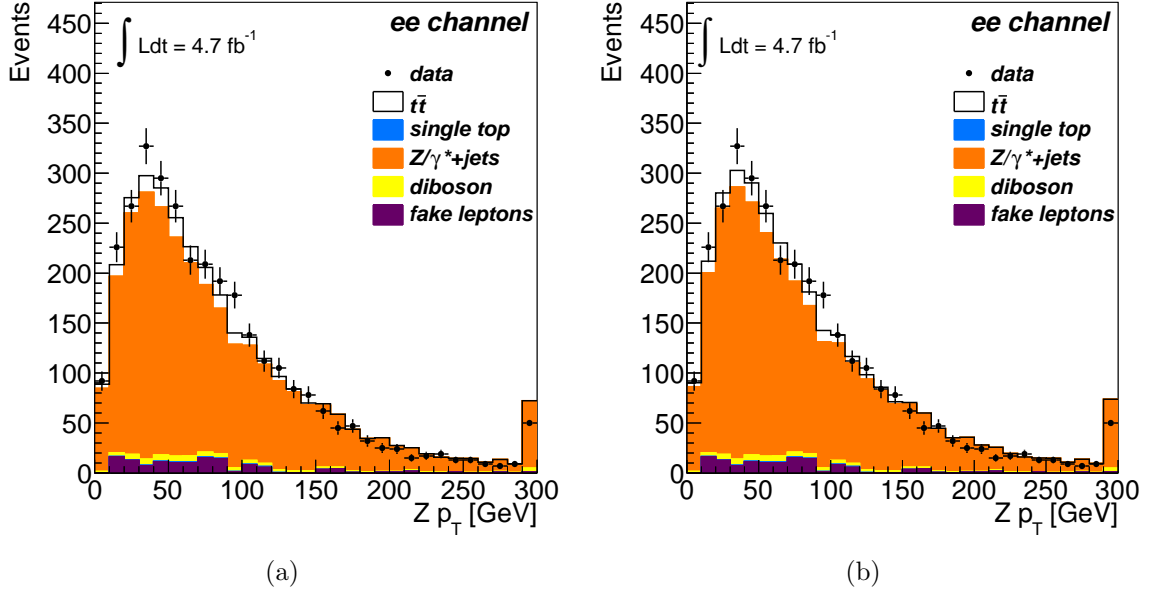 Events
450
400
350
300
250
200
150
100
50
0
∫ Ldt = 4.7 fb⁻¹
ee channel
data
tt̄
single top
Z/γ*+jets
diboson
fake leptons
0 50 100 150 200 250 300
Z p_T [GeV]
(a)
Events
450
400
350
300
250
200
150
100
50
0
∫ Ldt = 4.7 fb⁻¹
ee channel
data
tt̄
single top
Z/γ*+jets
diboson
fake leptons
0 50 100 150 200 250 300
Z p_T [GeV]
(b)